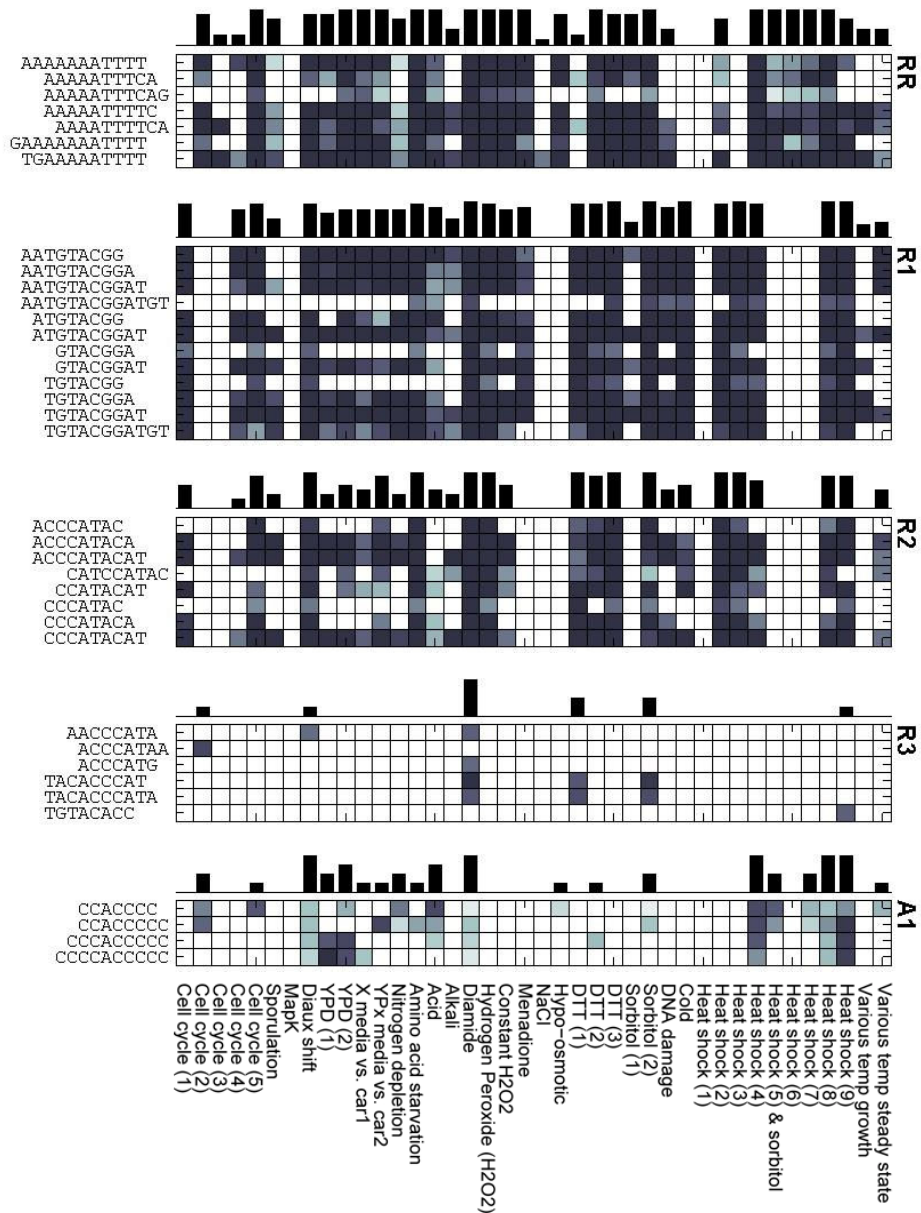 RR
AAAAAAATTTT
AAAAATTTCA
AAAAATTTCAG
AAAAATTTTC
AAAATTTTCA
GAAAAAAATTTT
TGAAAAATTTT
R1
AATGTACGG
AATGTACGGA
AATGTACGGAT
AATGTACGGATGT
ATGTACGG
ATGTACGGAT
GTACGGA
GTACGGAT
TGTACGG
TGTACGGA
TGTACGGAT
TGTACGGATGT
R2
ACCCATAC
ACCCATACA
ACCCATACAT
CATCCATAC
CCATACAT
CCCATAC
CCCATACA
CCCATACAT
R3
AACCCATA
ACCCATAA
ACCCATG
TACACCCAT
TACACCCATA
TGTACACC
A1
CCACCCC
CCACCCCC
CCCACCCCC
CCCCACCCCC
Cell cycle (1)
Cell cycle (2)
Cell cycle (3)
Cell cycle (4)
Cell cycle (5)
Sporulation
MapK
Diaux shift
YPD (1)
YPD (2)
X media vs. car1
YPx media vs. car2
Nitrogen depletion
Amino acid starvation
Acid
Alkali
Diamide
Hydrogen Peroxide (H2O2)
Constant H2O2
Menadione
NaCl
Hypo-osmotic
DTT (1)
DTT (2)
DTT (3)
Sorbitol (1)
Sorbitol (2)
DNA damage
Cold
Heat shock (1)
Heat shock (2)
Heat shock (3)
Heat shock (4)
Heat shock (5) & sorbitol
Heat shock (6)
Heat shock (7)
Heat shock (8)
Heat shock (9)
Various temp growth
Various temp steady state